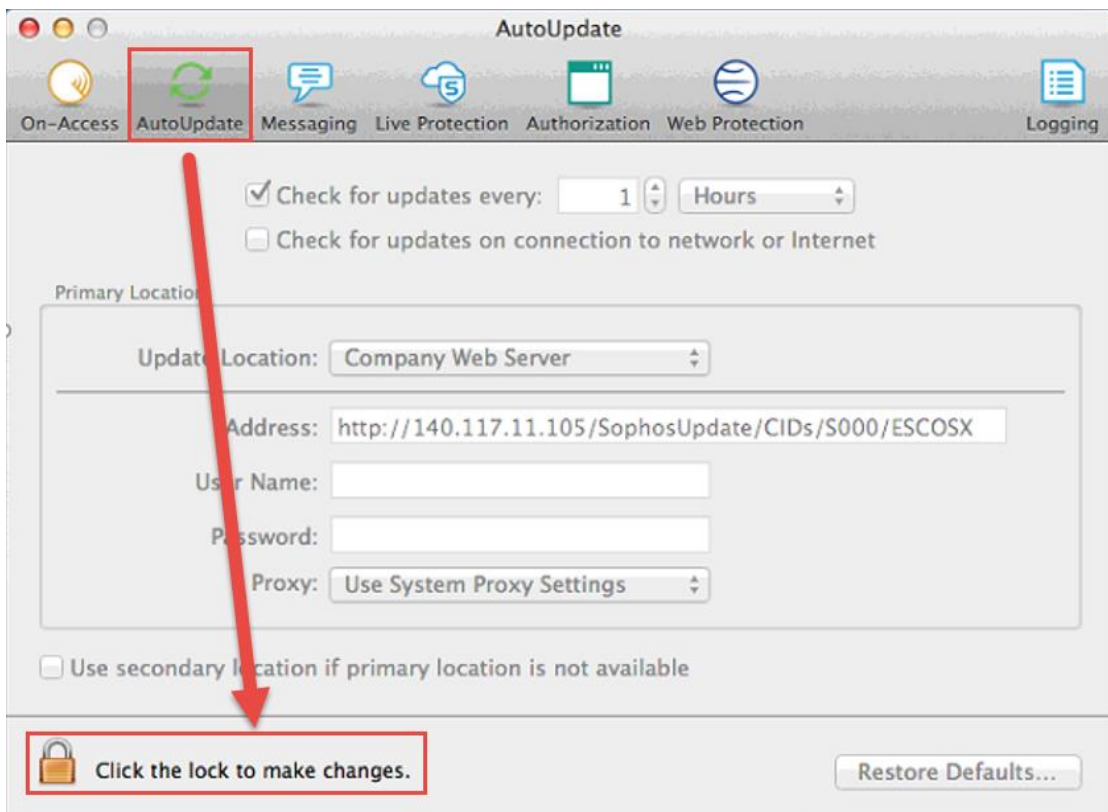 AutoUpdate
On-Access AutoUpdate Messaging Live Protection Authorization Web Protection Logging
Check for updates every: 1 Hours
Check for updates on connection to network or Internet
Primary Location
Update Location: Company Web Server
Address: http://140.117.11.105/SophosUpdate/CIDs/S000/ESCOSX
User Name:
Password:
Proxy: Use System Proxy Settings
Use secondary location if primary location is not available
Click the lock to make changes.
Restore Defaults...